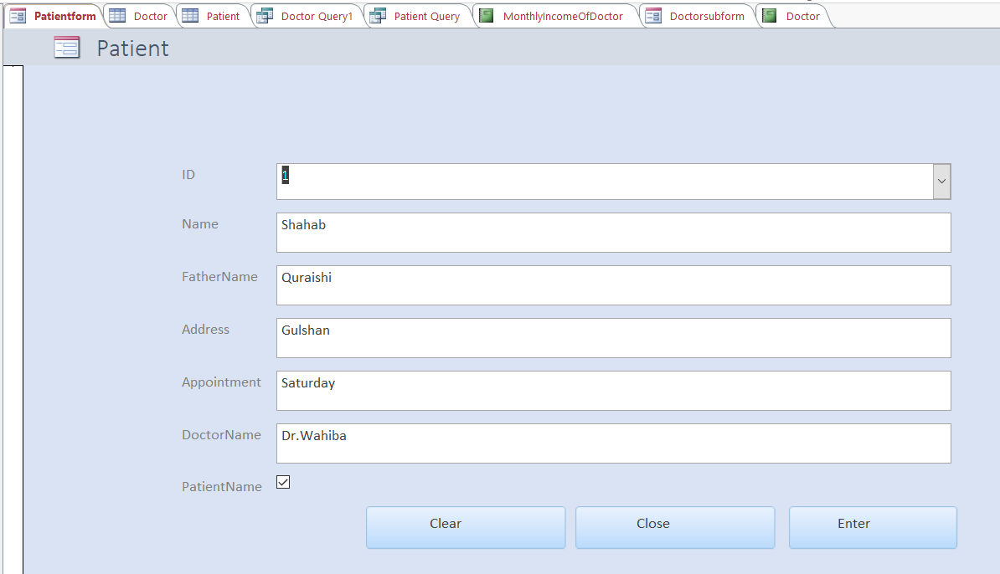 Patientform Doctor Patient Doctor Query1 Patient Query MonthlyIncomeOfDoctor Doctorsubform Doctor
Patient
ID 1
Name Shahab
FatherName Quraishi
Address Gulshan
Appointment Saturday
DoctorName Dr.Wahiba
PatientName
Clear Close Enter